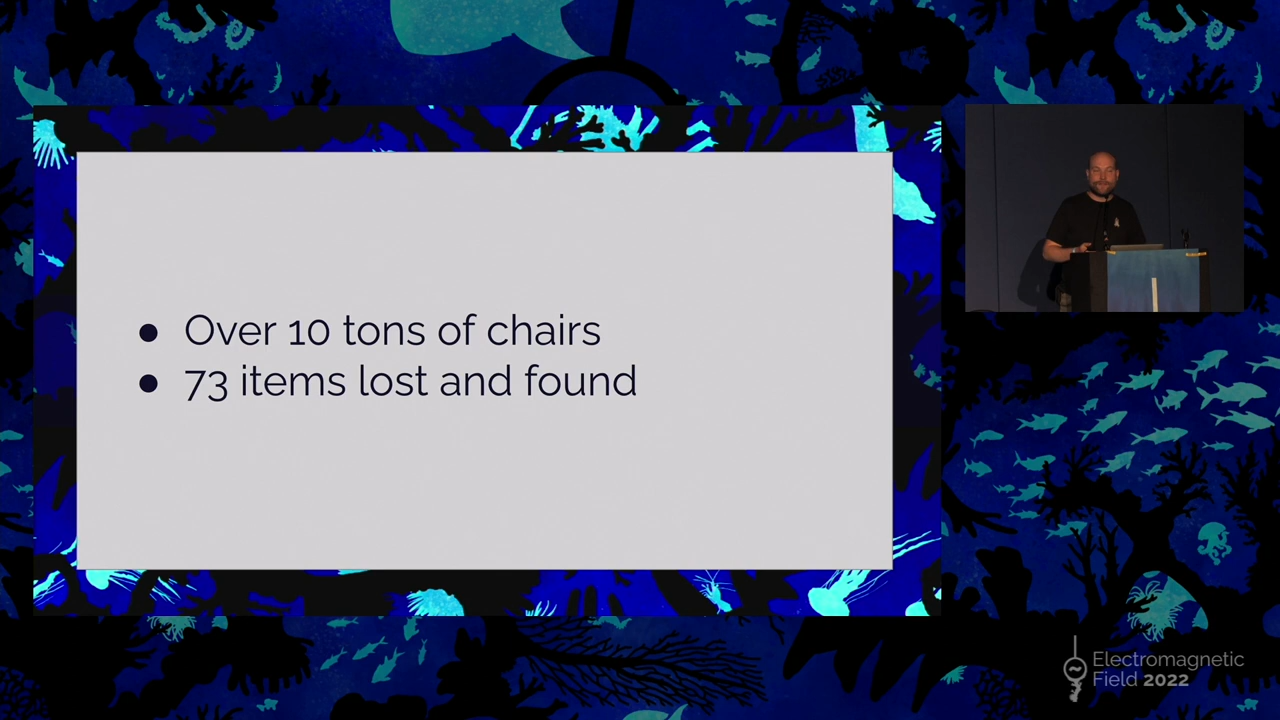 ● Over 10 tons of chairs
● 73 items lost and found
Electromagnetic
Field 2022